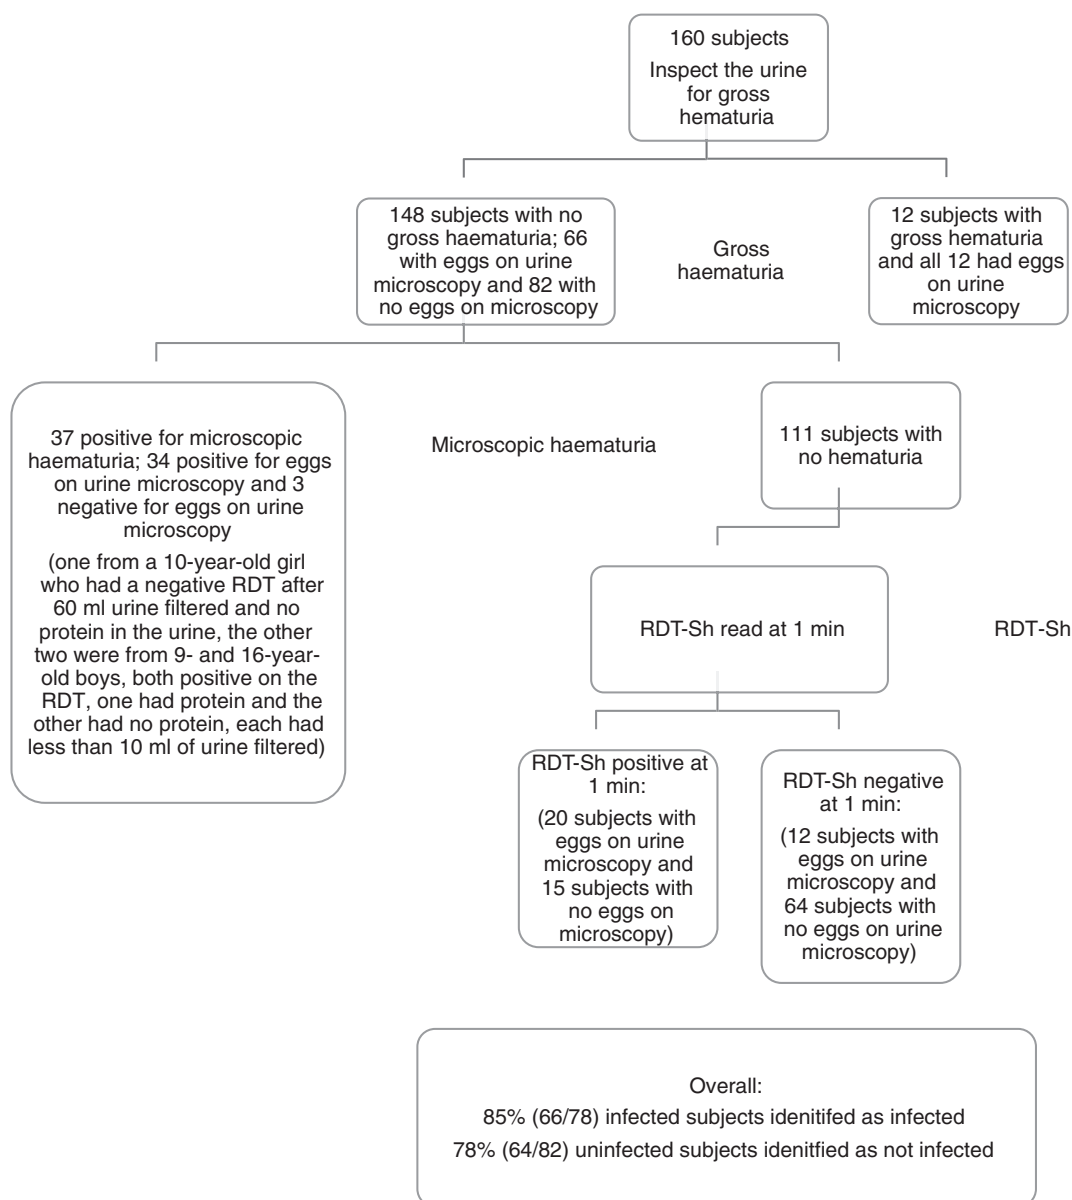 160 subjects
Inspect the urine
for gross
hematuria
148 subjects with no
gross haematuria; 66
with eggs on urine
microscopy and 82 with
no eggs on microscopy
Gross
haematuria
12 subjects with
gross hematuria
and all 12 had eggs
on urine
microscopy
37 positive for microscopic
haematuria; 34 positive for eggs
on urine microscopy and 3
negative for eggs on urine
microscopy
(one from a 10-year-old girl
who had a negative RDT after
60 ml urine filtered and no
protein in the urine, the other
two were from 9- and 16-year-
old boys, both positive on the
RDT, one had protein and the
other had no protein, each had
less than 10 ml of urine filtered)
Microscopic haematuria
111 subjects with
no hematuria
RDT-Sh read at 1 min
RDT-Sh
RDT-Sh positive at
1 min:
(20 subjects with
eggs on urine
microscopy and
15 subjects with
no eggs on
microscopy)
RDT-Sh negative
at 1 min:
(12 subjects with
eggs on urine
microscopy and
64 subjects with
no eggs on urine
microscopy)
Overall:
85% (66/78) infected subjects idenitifed as infected
78% (64/82) uninfected subjects idenitfied as not infected